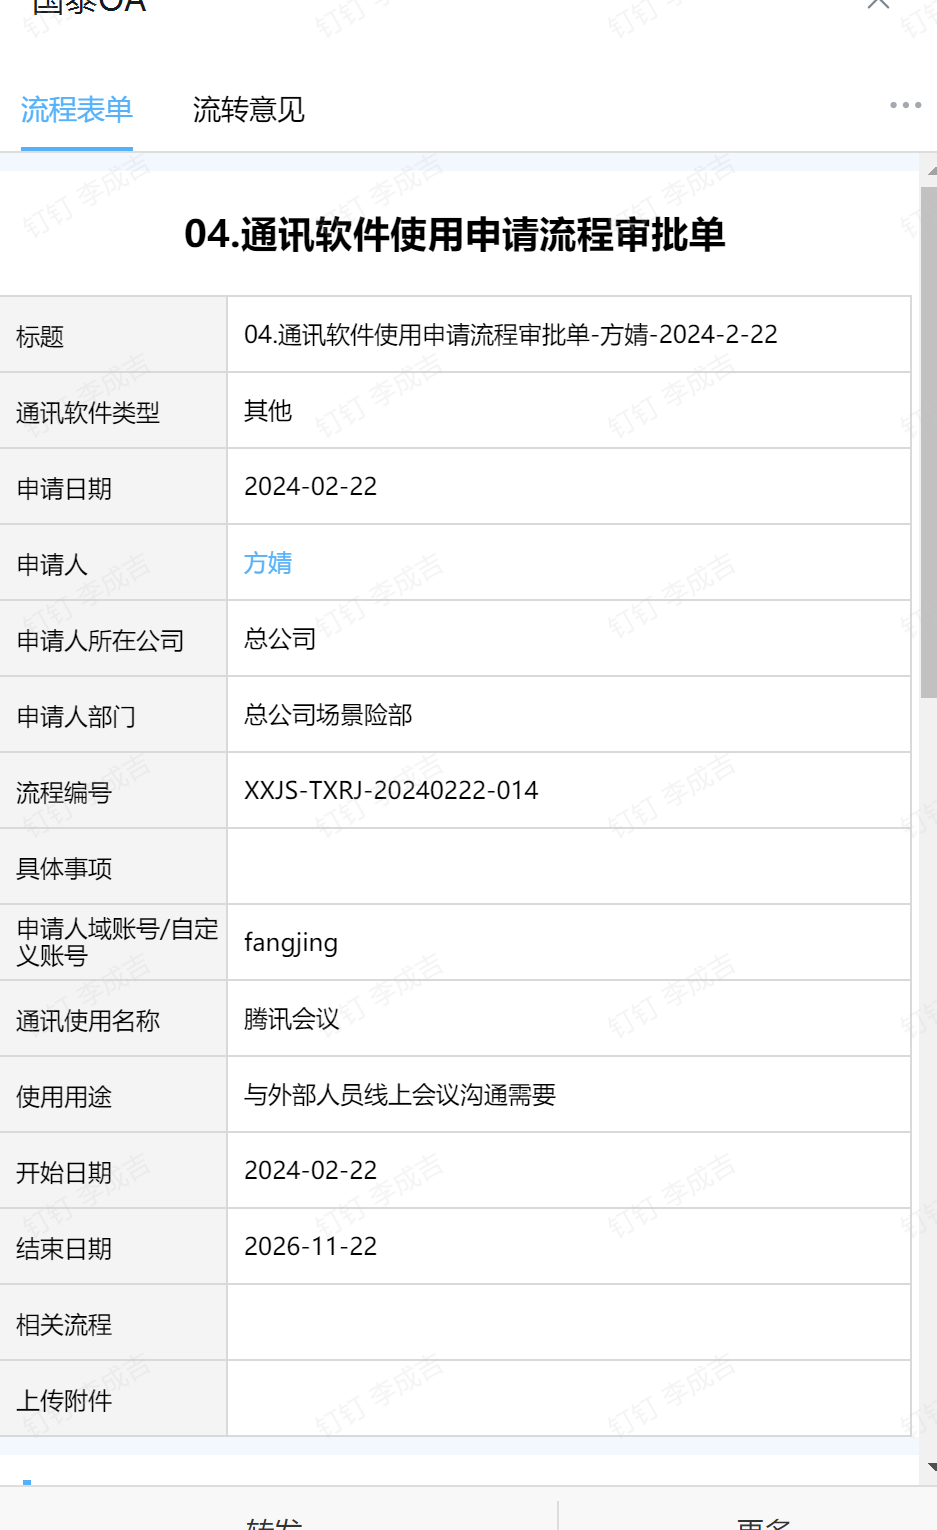 国泰OA
流程表单 流转意见
04.通讯软件使用申请流程审批单
标题 04.通讯软件使用申请流程审批单-方婧-2024-2-22
通讯软件类型 其他
申请日期 2024-02-22
申请人 方婧
申请人所在公司 总公司
申请人部门 总公司场景险部
流程编号 XXJS-TXRJ-20240222-014
具体事项
申请人域账号/自定
义账号 fangjing
通讯使用名称 腾讯会议
使用用途 与外部人员线上会议沟通需要
开始日期 2024-02-22
结束日期 2026-11-22
相关流程
上传附件
转发 更多
钉钉 李成吉